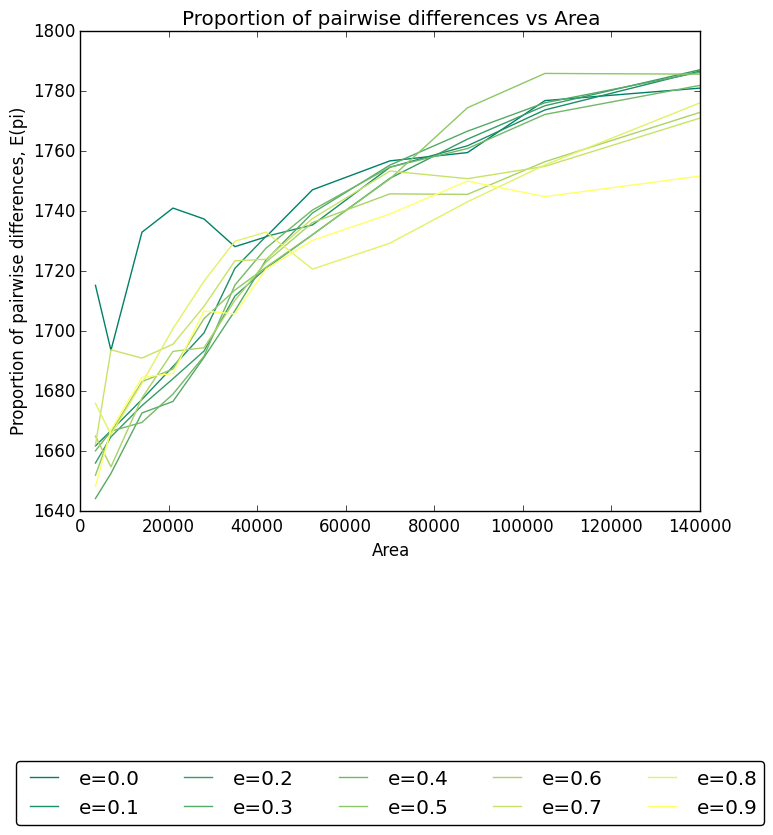 Proportion of pairwise differences vs Area
1800
1780
1760
1740
1720
1700
1680
1660
1640
Proportion of pairwise differences, E(pi)
0 20000 40000 60000 80000 100000 120000 140000
Area
e=0.0 e=0.2 e=0.4 e=0.6 e=0.8
e=0.1 e=0.3 e=0.5 e=0.7 e=0.9